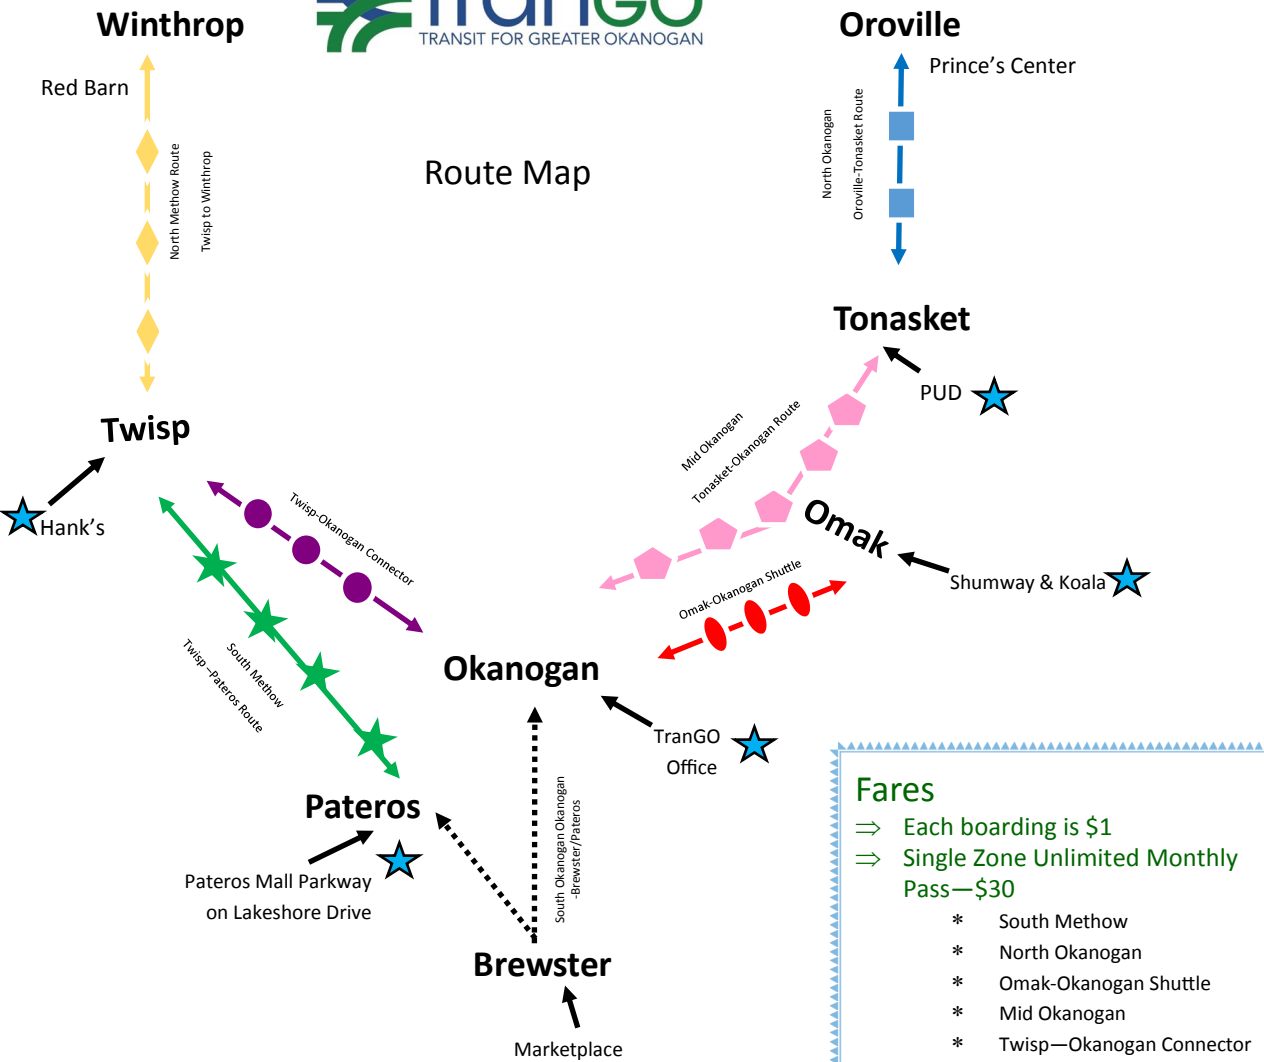 Winthrop
TranGO
TRANSIT FOR GREATER OKANOGAN
Oroville
Red Barn
Prince's Center
Route Map
North Methow Route
Twisp to Winthrop
North Okanogan
Oroville-Tonasket Route
Tonasket
PUD
Twisp
Hank's
Mid Okanogan
Tonasket-Okanogan Route
Twisp-Okanogan Connector
Omak
Shumway & Koala
Omak-Okanogan Shuttle
South Methow
Twisp –Pateros Route
Okanogan
TranGO
Office
Pateros
Pateros Mall Parkway
on Lakeshore Drive
South Okanogan Okanogan
-Brewster/Pateros
Brewster
Marketplace
Fares
⇒ Each boarding is $1
⇒ Single Zone Unlimited Monthly
Pass—$30
* South Methow
* North Okanogan
* Omak-Okanogan Shuttle
* Mid Okanogan
* Twisp—Okanogan Connector